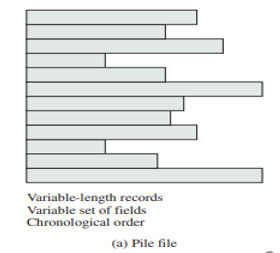 Variable-length records
Variable set of fields
Chronological order
(a) Pile file